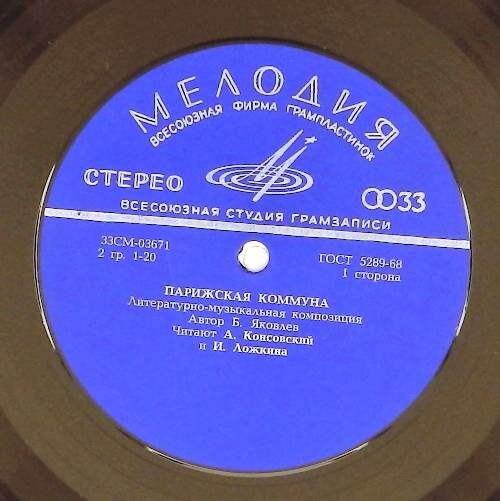 МЕЛОДИЯ
ВСЕСОЮЗНАЯ ФИРМА ГРАМПЛАСТИНОК
СТЕРЕО
33
ВСЕСОЮЗНАЯ СТУДИЯ ГРАМЗАПИСИ
33СМ-03671
ГОСТ 5289-68
2 гр. 1-20
1 сторона
ПАРИЖСКАЯ КОММУНА
Литературно-музыкальная композиция
Автор Б. Яковлев
Читают А. Консовский
и И. Ложкина